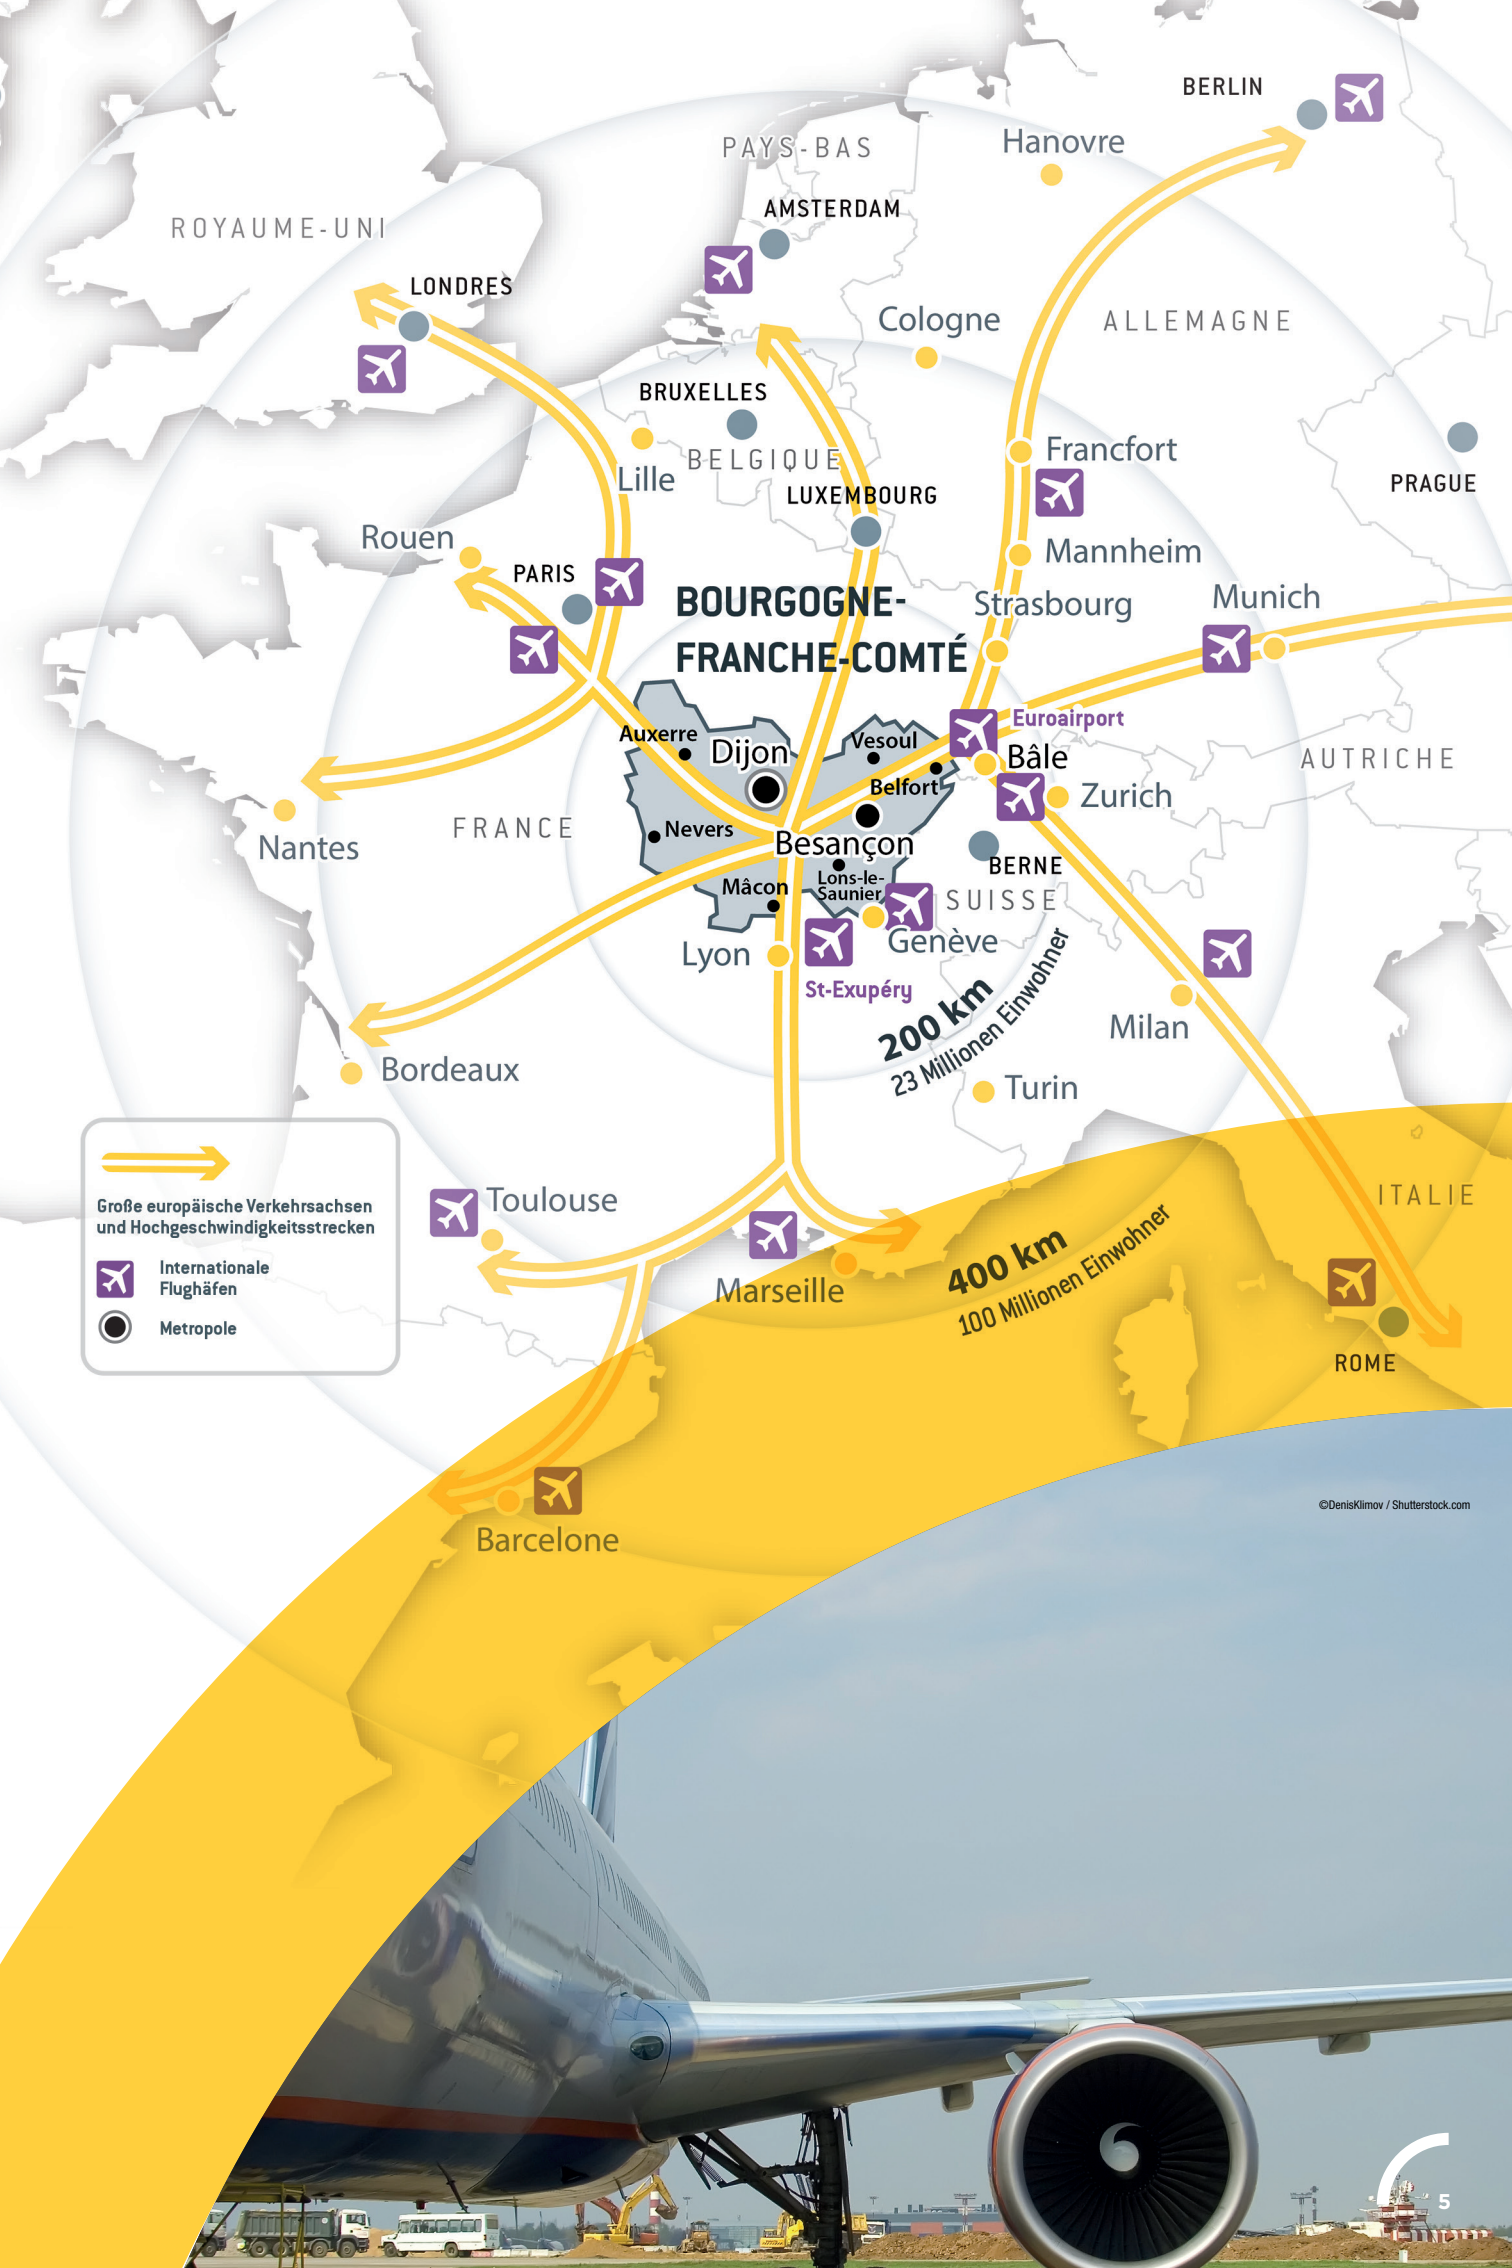 BERLIN
Hanovre
PAYS-BAS
AMSTERDAM
ROYAUME-UNI
LONDRES
Cologne
ALLEMAGNE
BRUXELLES
BELGIQUE
Lille
LUXEMBOURG
Francfort
PRAGUE
Rouen
PARIS
Mannheim
BOURGOGNE-
FRANCHE-COMTÉ
Strasbourg
Munich
Euroairport
Auxerre
Dijon
Vesoul
Bâle
AUTRICHE
Belfort
Zurich
Nantes
FRANCE
Nevers
Besançon
BERNE
Mâcon
Lons-le-
Saunier
SUISSE
Lyon
Genève
St-Exupéry
200 km
23 Millionen Einwohner
Milan
Bordeaux
Turin
Große europäische Verkehrsachsen
und Hochgeschwindigkeitsstrecken
Internationale
Flughäfen
Metropole
Toulouse
Marseille
400 km
100 Millionen Einwohner
ITALIE
ROME
Barcelone
©DenisKlimov / Shutterstock.com
5